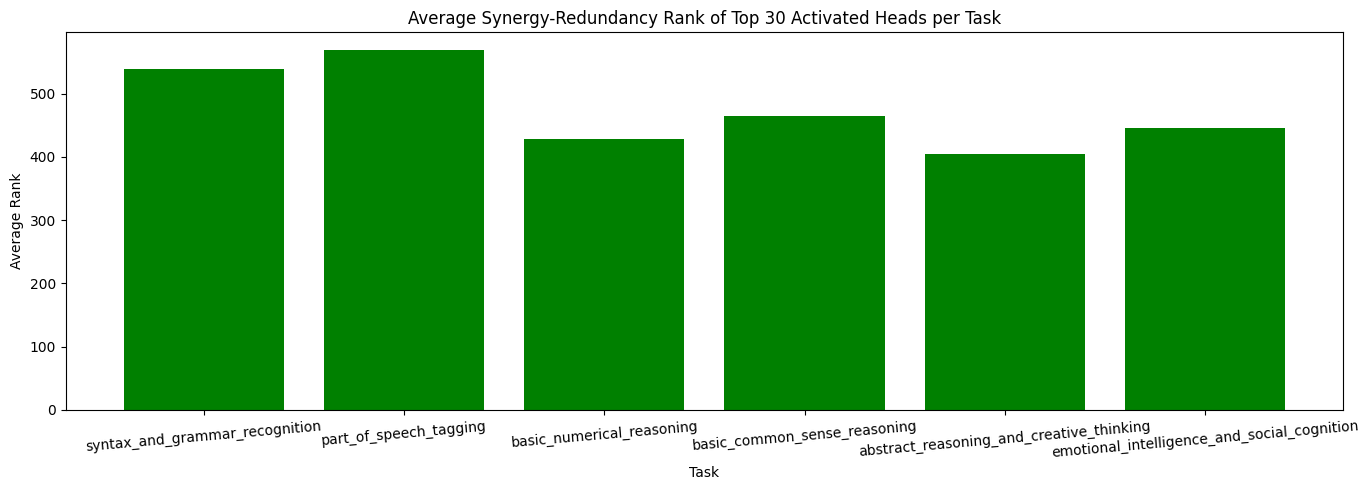 Average Synergy-Redundancy Rank of Top 30 Activated Heads per Task
Average Rank
500
400
300
200
100
0
syntax_and_grammar_recognition
part_of_speech_tagging
basic_numerical_reasoning
basic_common_sense_reasoning
abstract_reasoning_and_creative_thinking
emotional_intelligence_and_social_cognition
Task